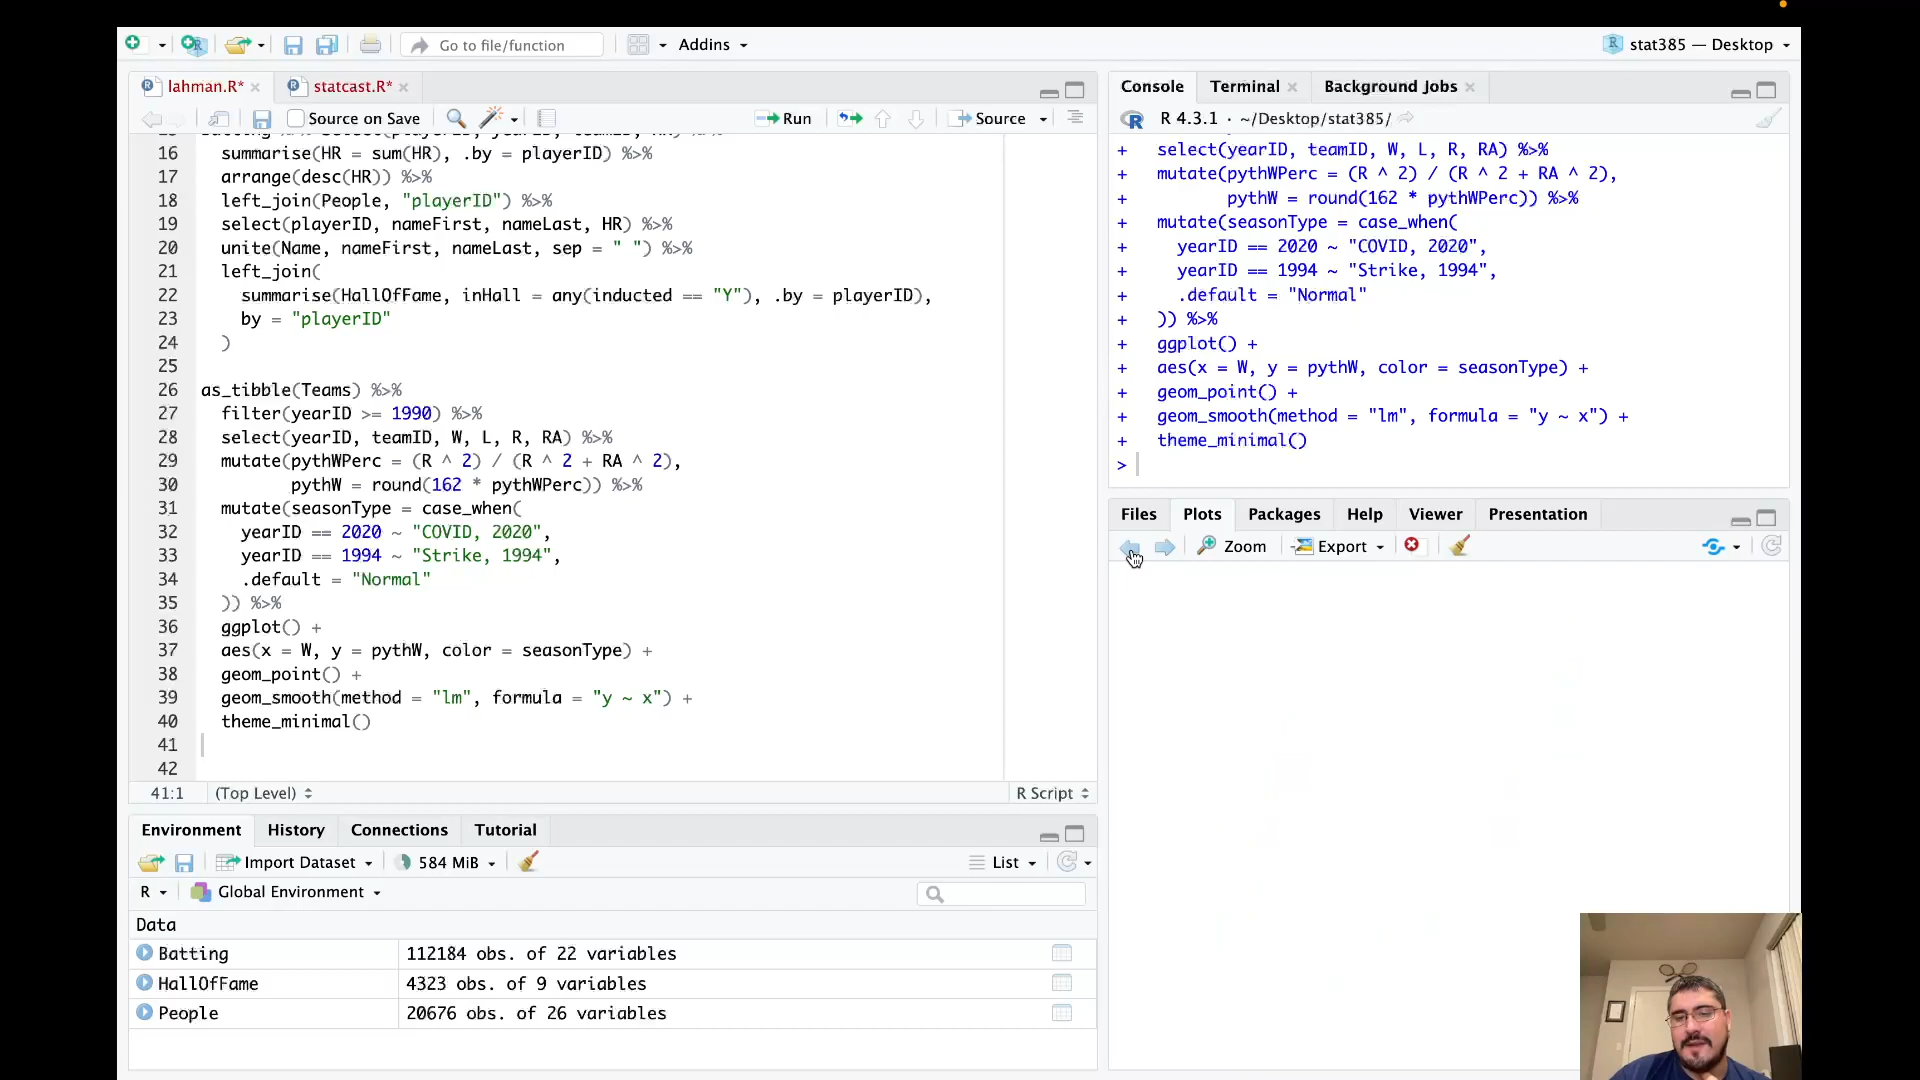 Go to file/function
Addins
stat385 — Desktop
lahman.R*
statcast.R*
Source on Save
Run
Source
16 summarise(HR = sum(HR), .by = playerID) %>%
17 arrange(desc(HR)) %>%
18 left_join(People, "playerID") %>%
19 select(playerID, nameFirst, nameLast, HR) %>%
20 unite(Name, nameFirst, nameLast, sep = " ") %>%
21 left_join(
22 summarise(HallOfFame, inHall = any(inducted == "Y"), .by = playerID),
23 by = "playerID"
24 )
25
26 as_tibble(Teams) %>%
27 filter(yearID >= 1990) %>%
28 select(yearID, teamID, W, L, R, RA) %>%
29 mutate(pythWPerc = (R ^ 2) / (R ^ 2 + RA ^ 2),
30 pythW = round(162 * pythWPerc)) %>%
31 mutate(seasonType = case_when(
32 yearID == 2020 ~ "COVID, 2020",
33 yearID == 1994 ~ "Strike, 1994",
34 .default = "Normal"
35 )) %>%
36 ggplot() +
37 aes(x = W, y = pythW, color = seasonType) +
38 geom_point() +
39 geom_smooth(method = "lm", formula = "y ~ x") +
40 theme_minimal()
41
42
41:1 (Top Level) R Script
Environment History Connections Tutorial
Import Dataset 584 MiB List
R Global Environment
Data
Batting 112184 obs. of 22 variables
HallOfFame 4323 obs. of 9 variables
People 20676 obs. of 26 variables
Console Terminal Background Jobs
R 4.3.1 · ~/Desktop/stat385/
+ select(yearID, teamID, W, L, R, RA) %>%
+ mutate(pythWPerc = (R ^ 2) / (R ^ 2 + RA ^ 2),
+ pythW = round(162 * pythWPerc)) %>%
+ mutate(seasonType = case_when(
+ yearID == 2020 ~ "COVID, 2020",
+ yearID == 1994 ~ "Strike, 1994",
+ .default = "Normal"
+ )) %>%
+ ggplot() +
+ aes(x = W, y = pythW, color = seasonType) +
+ geom_point() +
+ geom_smooth(method = "lm", formula = "y ~ x") +
+ theme_minimal()
>
Files Plots Packages Help Viewer Presentation
Zoom Export